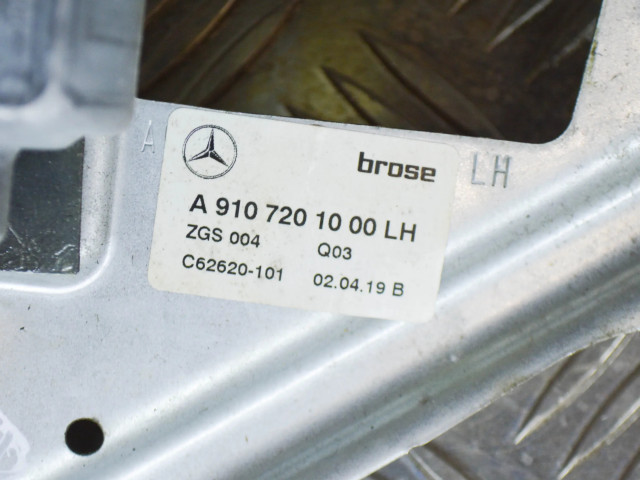 A
brose
LH
A 910 720 10 00 LH
ZGS 004 Q03
C62620-101 02.04.19 B